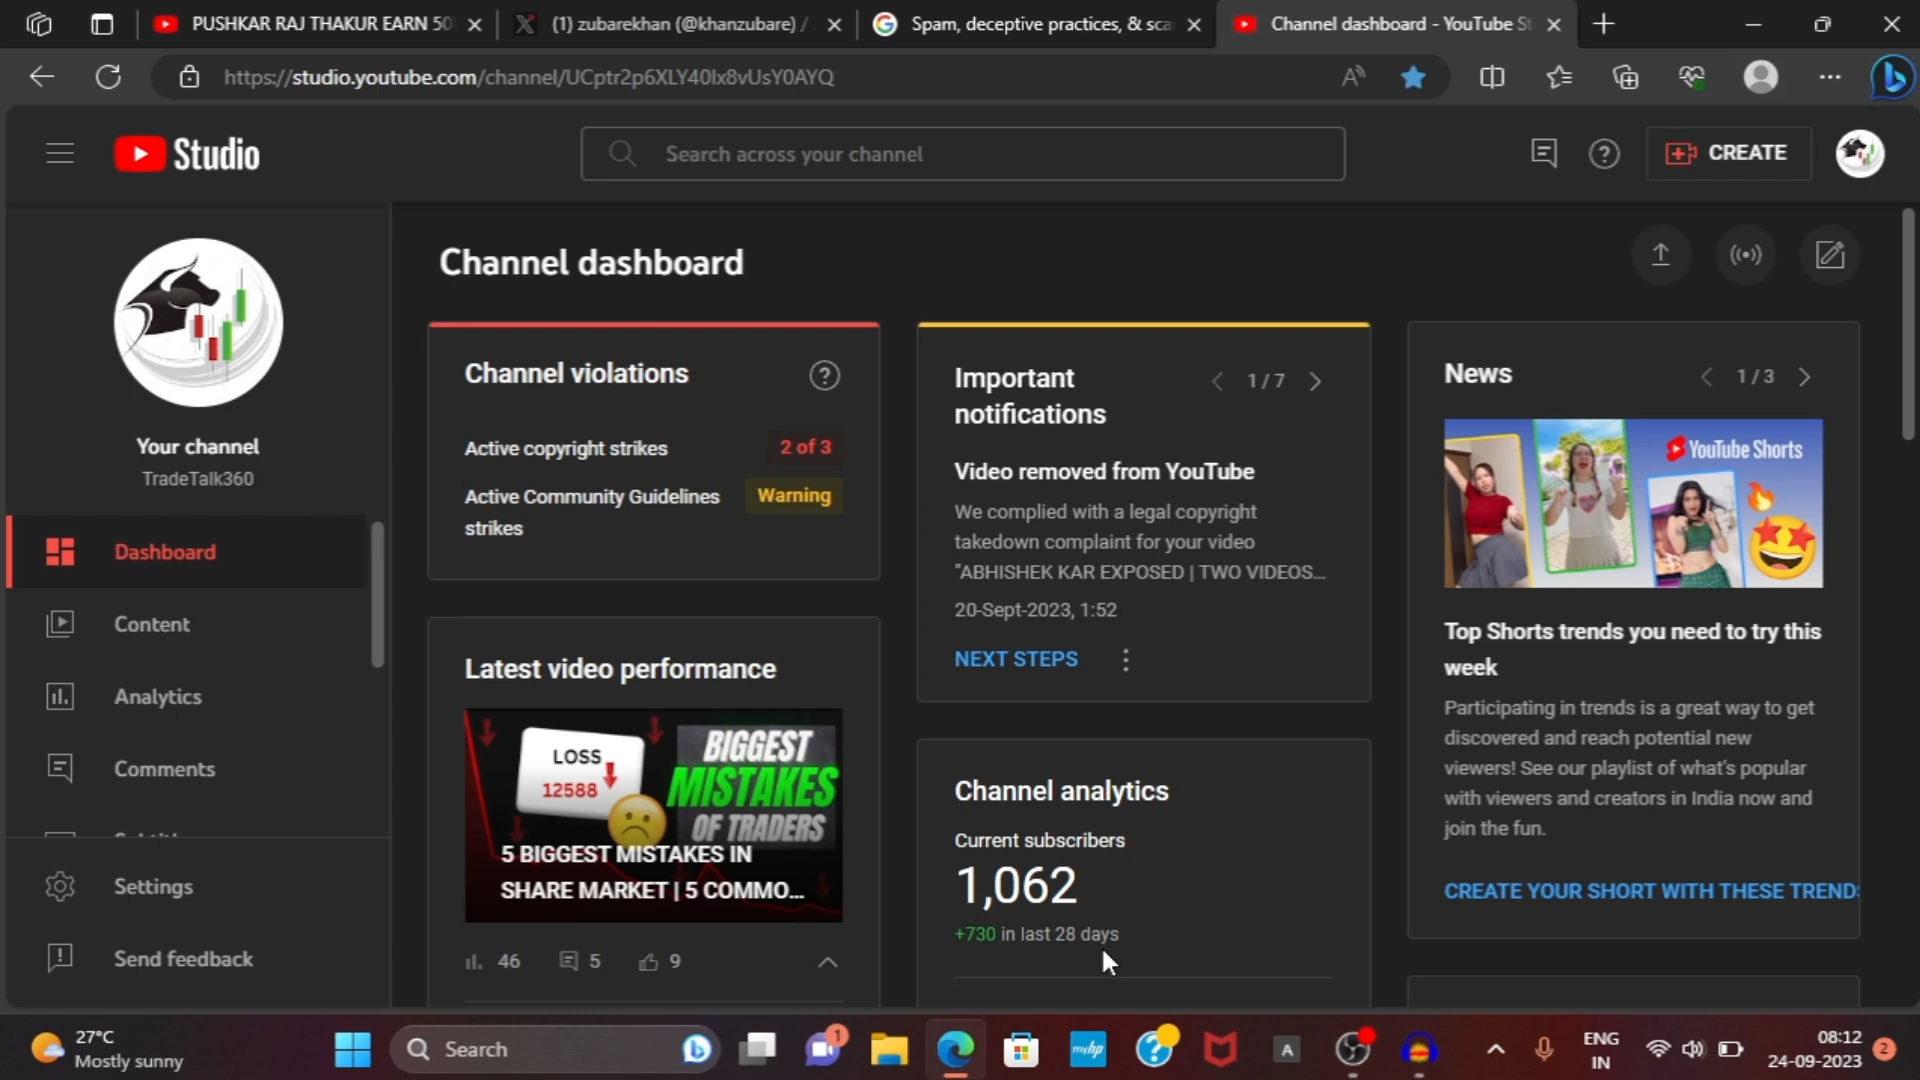 PUSHKAR RAJ THAKUR EARN 50
(1) zubarekhan (@khanzubare) /
Spam, deceptive practices, & sca
Channel dashboard - YouTube St
https://studio.youtube.com/channel/UCptr2p6XLY40Ix8vUsY0AYQ
Studio
Search across your channel
CREATE
Your channel
TradeTalk360
Dashboard
Content
Analytics
Comments
Settings
Send feedback
Channel dashboard
Channel violations
Active copyright strikes 2 of 3
Active Community Guidelines strikes Warning
Latest video performance
LOSS
12588
BIGGEST
MISTAKES
OF TRADERS
5 BIGGEST MISTAKES IN
SHARE MARKET | 5 COMMO...
46 5 9
Important
notifications
1 / 7
Video removed from YouTube
We complied with a legal copyright
takedown complaint for your video
"ABHISHEK KAR EXPOSED | TWO VIDEOS...
20-Sept-2023, 1:52
NEXT STEPS
Channel analytics
Current subscribers
1,062
+730 in last 28 days
News
1 / 3
YouTube Shorts
Top Shorts trends you need to try this
week
Participating in trends is a great way to get
discovered and reach potential new
viewers! See our playlist of what's popular
with viewers and creators in India now and
join the fun.
CREATE YOUR SHORT WITH THESE TRENDS
27°C
Mostly sunny
Search
1
myhp
A
ENG
IN
08:12
24-09-2023
2